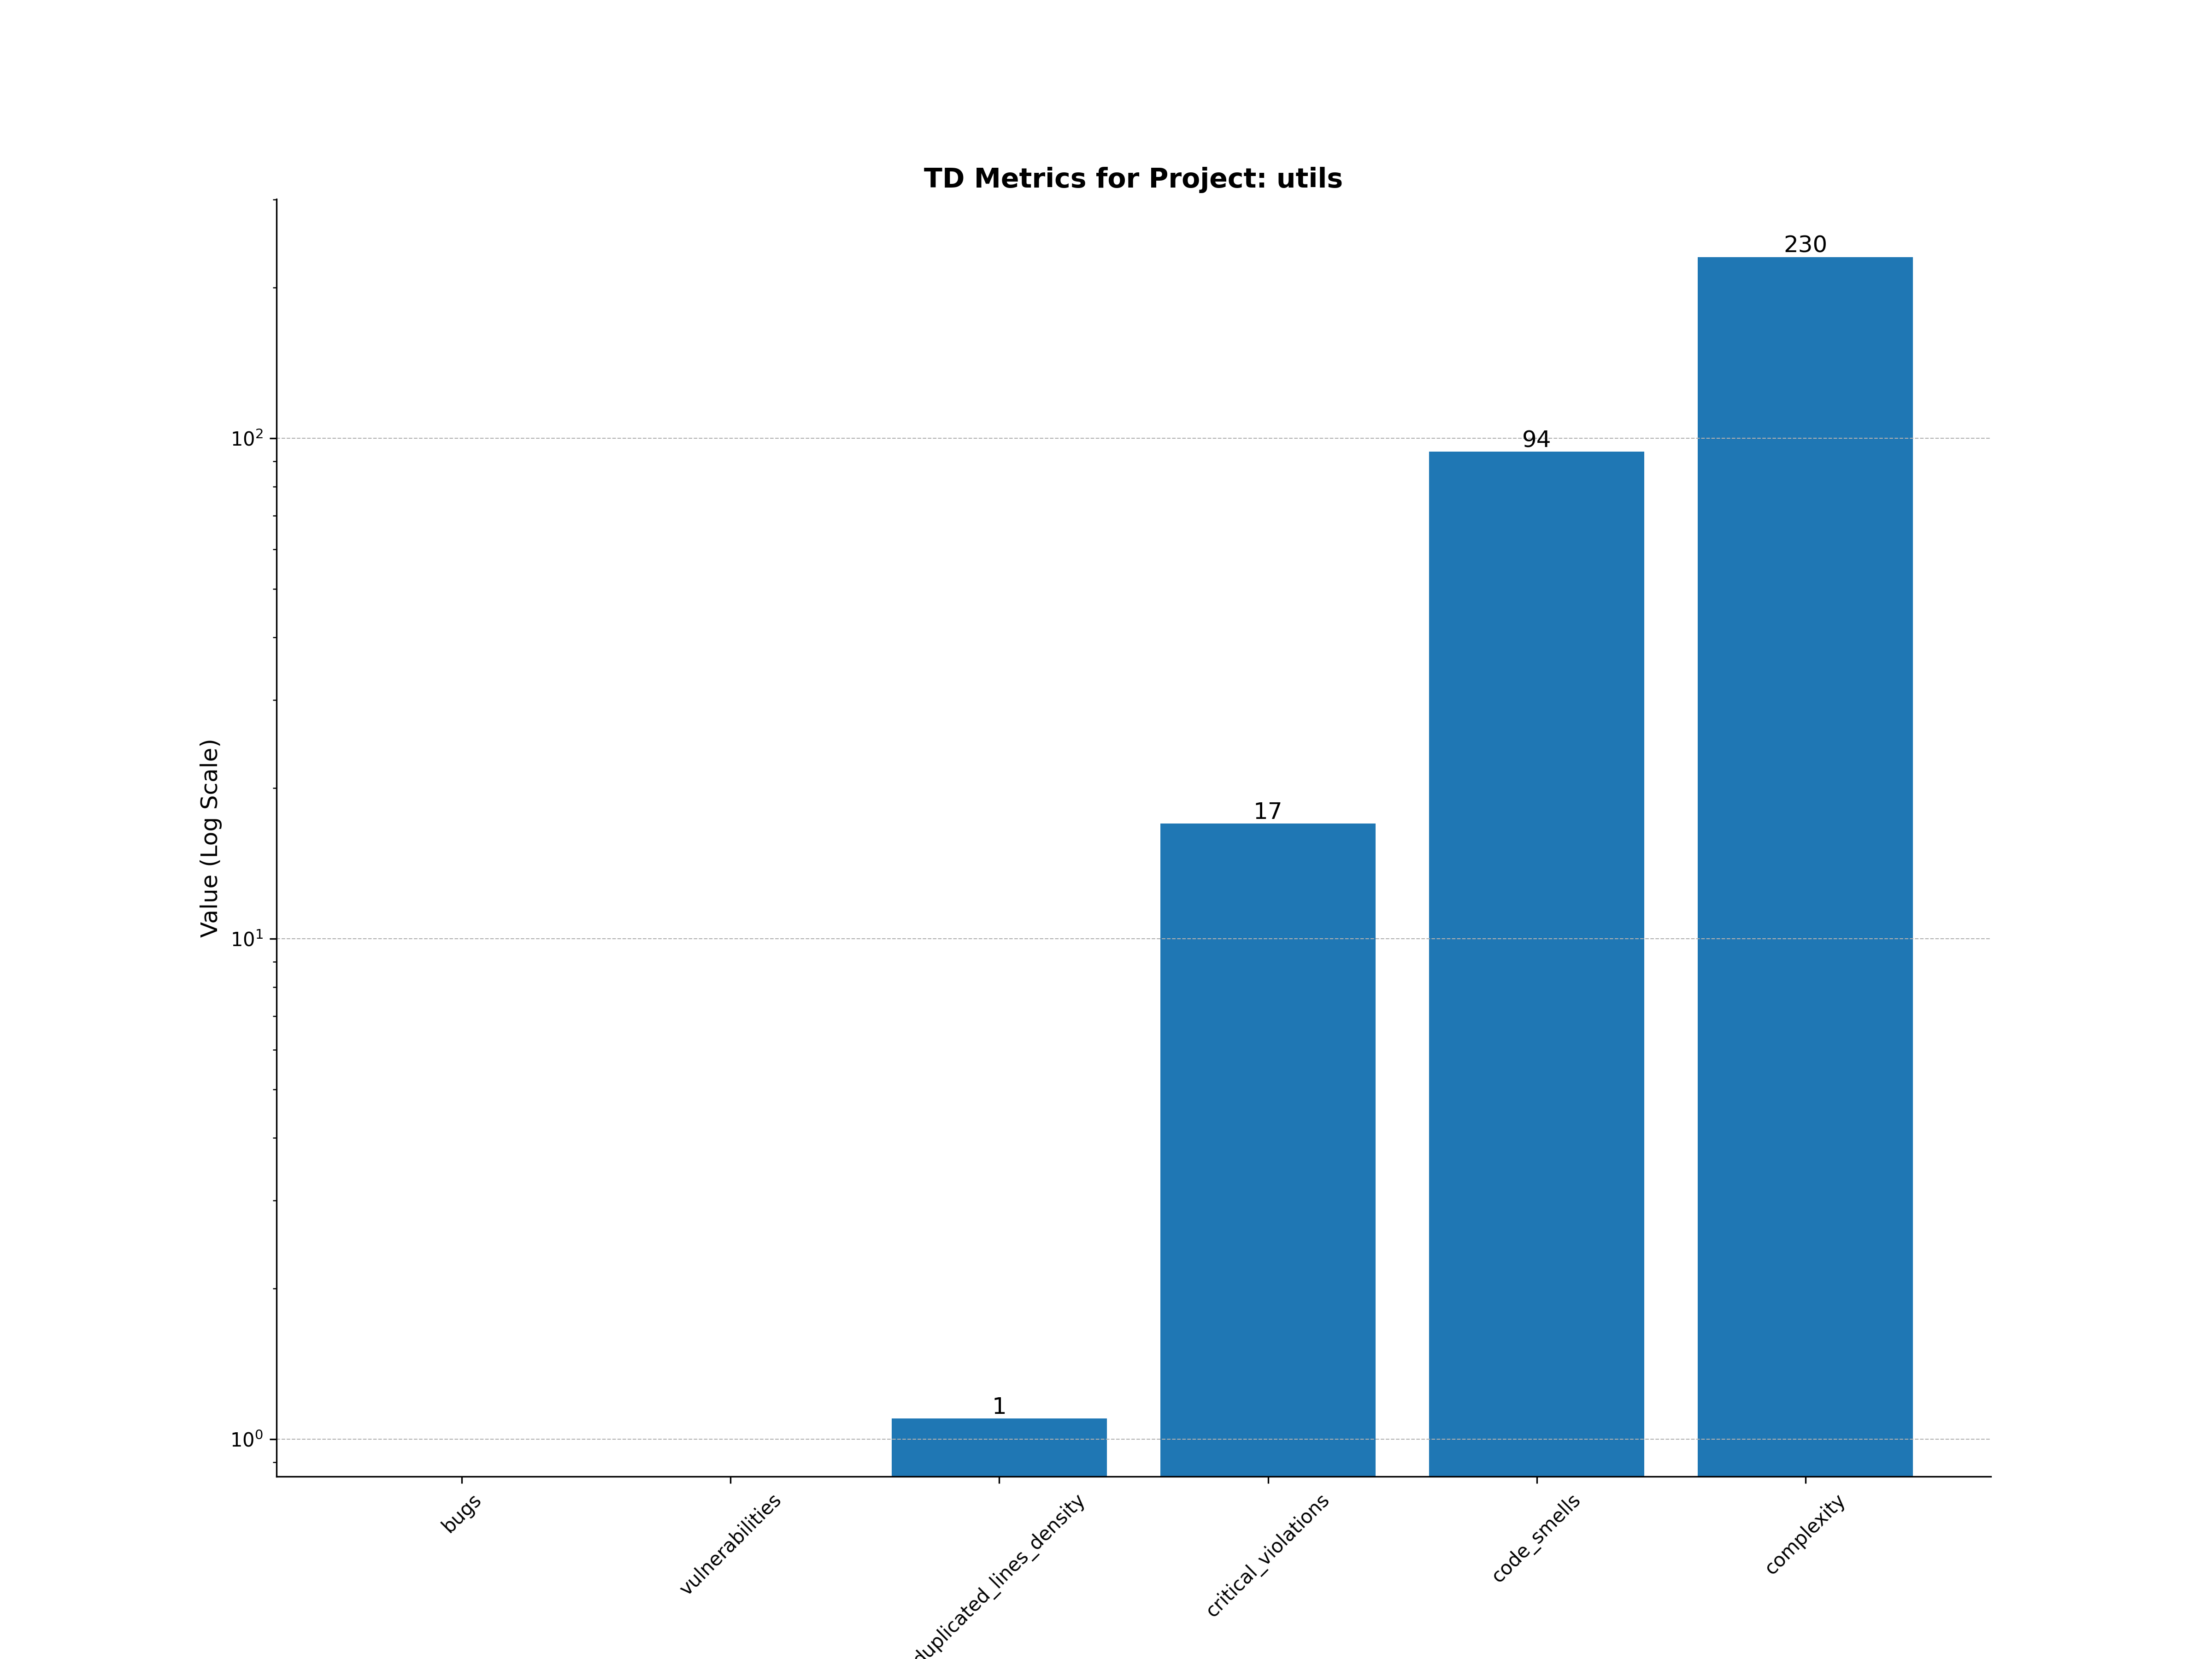 TD Metrics for Project: utils
230
10²
94
17
Value (Log Scale)
10¹
1
10⁰
bugs
vulnerabilities
duplicated_lines_density
critical_violations
code_smells
complexity